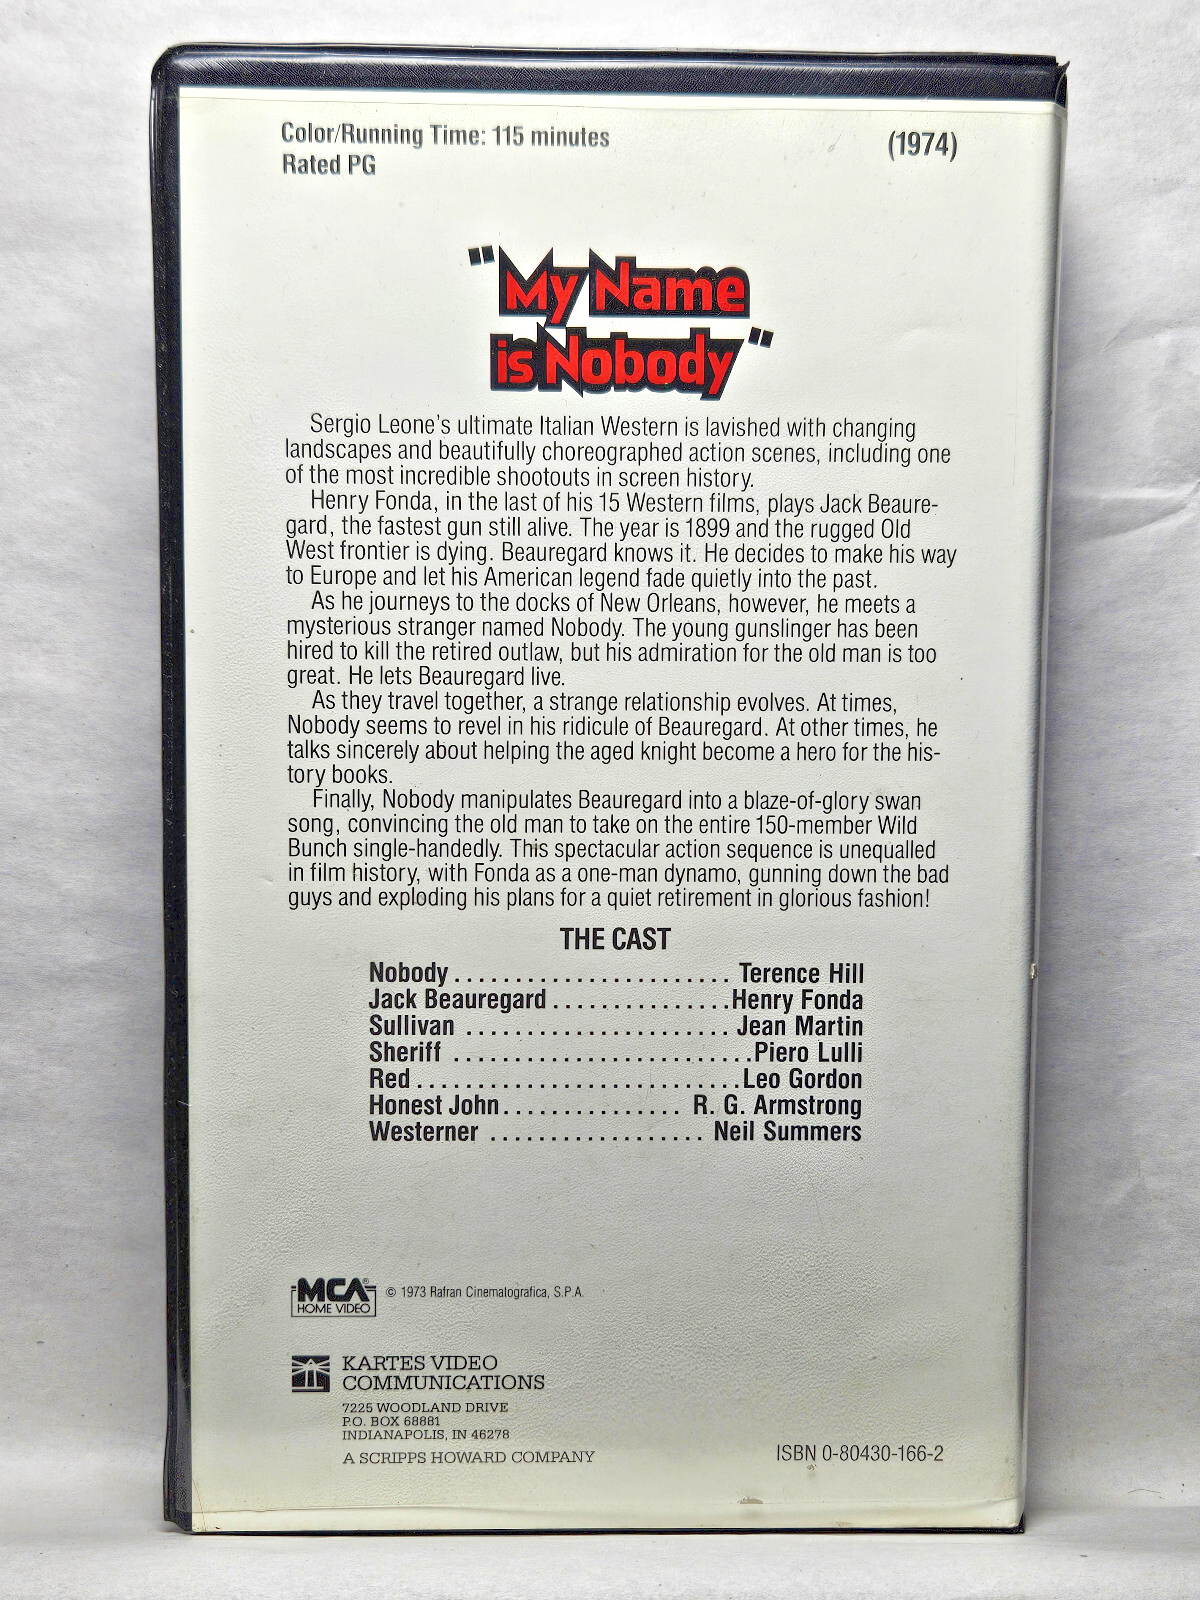 Color/Running Time: 115 minutes
(1974)
Rated PG
"My Name
is Nobody"
Sergio Leone's ultimate Italian Western is lavished with changing
landscapes and beautifully choreographed action scenes, including one
of the most incredible shootouts in screen history.
Henry Fonda, in the last of his 15 Western films, plays Jack Beaure-
gard, the fastest gun still alive. The year is 1899 and the rugged Old
West frontier is dying. Beauregard knows it. He decides to make his way
to Europe and let his American legend fade quietly into the past.
As he journeys to the docks of New Orleans, however, he meets a
mysterious stranger named Nobody. The young gunslinger has been
hired to kill the retired outlaw, but his admiration for the old man is too
great. He lets Beauregard live.
As they travel together, a strange relationship evolves. At times,
Nobody seems to revel in his ridicule of Beauregard. At other times, he
talks sincerely about helping the aged knight become a hero for the his-
tory books.
Finally, Nobody manipulates Beauregard into a blaze-of-glory swan
song, convincing the old man to take on the entire 150-member Wild
Bunch single-handedly. This spectacular action sequence is unequalled
in film history, with Fonda as a one-man dynamo, gunning down the bad
guys and exploding his plans for a quiet retirement in glorious fashion!
THE CAST
Nobody ....................... Terence Hill
Jack Beauregard ...............Henry Fonda
Sullivan ...................... Jean Martin
Sheriff .........................Piero Lulli
Red ...........................Leo Gordon
Honest John............... R. G. Armstrong
Westerner .................. Neil Summers
MCA®
HOME VIDEO
© 1973 Rafran Cinematografica, S.P.A.
KARTES VIDEO
COMMUNICATIONS
7225 WOODLAND DRIVE
P.O. BOX 68881
INDIANAPOLIS, IN 46278
A SCRIPPS HOWARD COMPANY
ISBN 0-80430-166-2